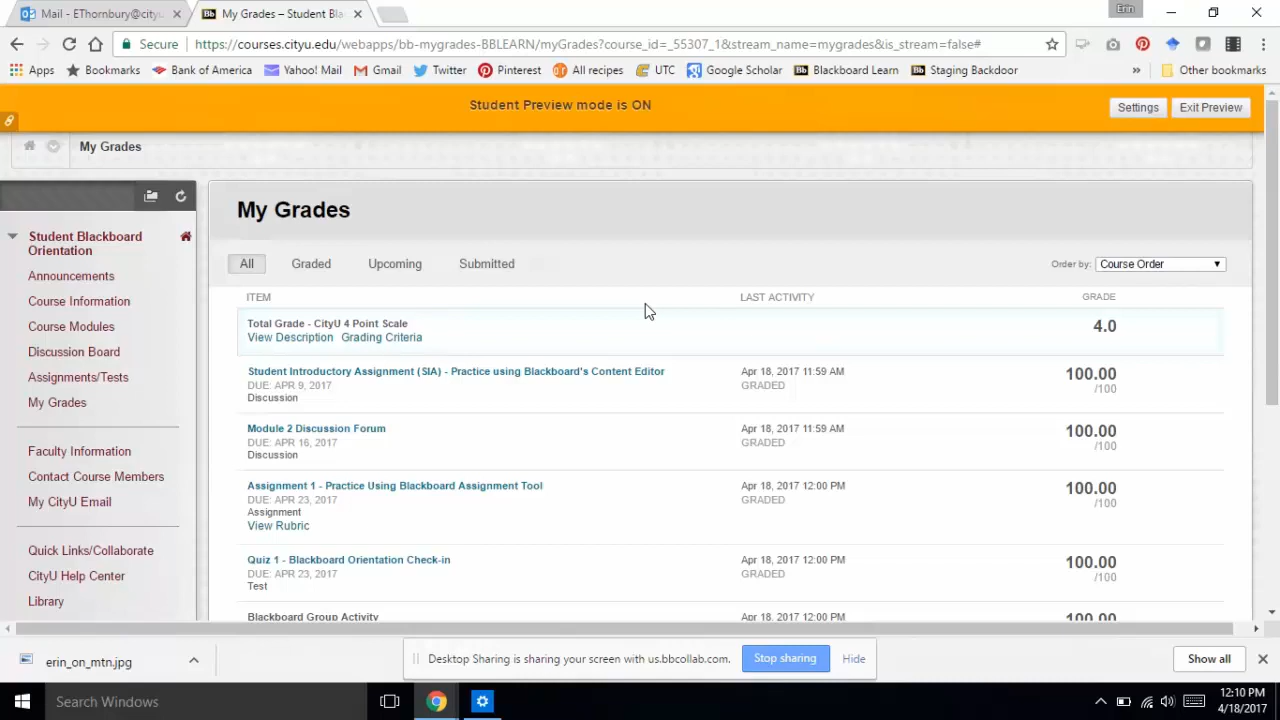 Mail - EThornbury@cityu
My Grades – Student Bla
Erin
Secure
https://courses.cityu.edu/webapps/bb-mygrades-BBLEARN/myGrades?course_id=_55307_1&stream_name=mygrades&is_stream=false#
Apps
Bookmarks
Bank of America
Yahoo! Mail
Gmail
Twitter
Pinterest
All recipes
UTC
Google Scholar
Blackboard Learn
Staging Backdoor
»
Other bookmarks
Student Preview mode is ON
Settings
Exit Preview
My Grades
Student Blackboard
Orientation
Announcements
Course Information
Course Modules
Discussion Board
Assignments/Tests
My Grades
Faculty Information
Contact Course Members
My CityU Email
Quick Links/Collaborate
CityU Help Center
Library
My Grades
All
Graded
Upcoming
Submitted
Order by:
Course Order
ITEM
LAST ACTIVITY
GRADE
Total Grade - CityU 4 Point Scale
View Description Grading Criteria
4.0
Student Introductory Assignment (SIA) - Practice using Blackboard's Content Editor
DUE: APR 9, 2017
Discussion
Apr 18, 2017 11:59 AM
GRADED
100.00
/100
Module 2 Discussion Forum
DUE: APR 16, 2017
Discussion
Apr 18, 2017 11:59 AM
GRADED
100.00
/100
Assignment 1 - Practice Using Blackboard Assignment Tool
DUE: APR 23, 2017
Assignment
View Rubric
Apr 18, 2017 12:00 PM
GRADED
100.00
/100
Quiz 1 - Blackboard Orientation Check-in
DUE: APR 23, 2017
Test
Apr 18, 2017 12:00 PM
GRADED
100.00
/100
Blackboard Group Activity
Apr 18, 2017 12:00 PM
100.00
erin_on_mtn.jpg
Desktop Sharing is sharing your screen with us.bbcollab.com.
Stop sharing
Hide
Show all
Search Windows
12:10 PM
4/18/2017